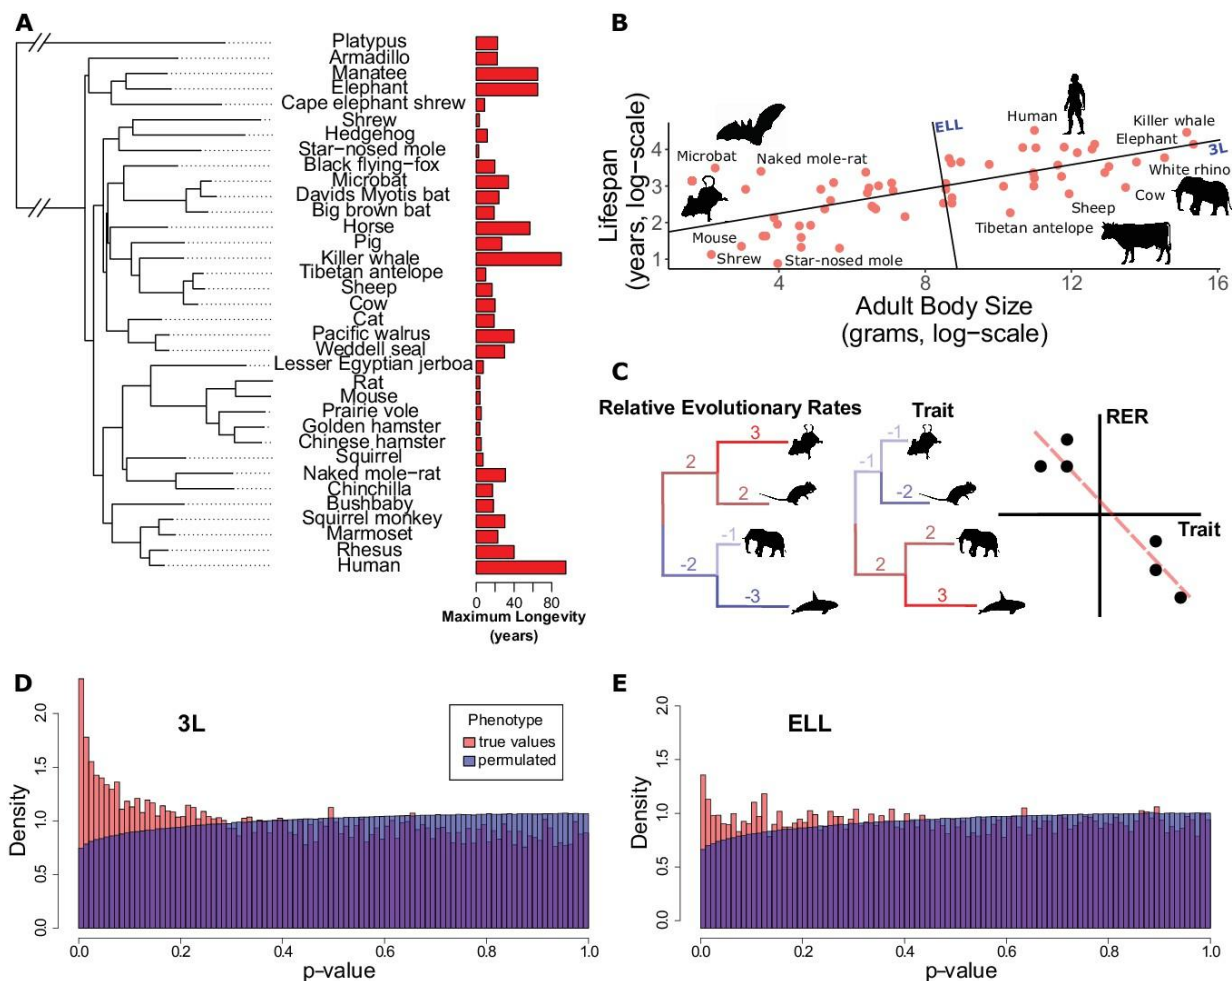 A
Platypus
Armadillo
Manatee
Elephant
Cape elephant shrew
Shrew
Hedgehog
Star-nosed mole
Black flying-fox
Microbat
Davids Myotis bat
Big brown bat
Horse
Pig
Killer whale
Tibetan antelope
Sheep
Cow
Cat
Pacific walrus
Weddell seal
Lesser Egyptian jerboa
Rat
Mouse
Prairie vole
Golden hamster
Chinese hamster
Squirrel
Naked mole-rat
Chinchilla
Bushbaby
Squirrel monkey
Marmoset
Rhesus
Human
0 40 80
Maximum Longevity
(years)
B
Lifespan
(years, log-scale)
4
3
2
1
ELL
Human
Killer whale
Elephant
3L
Microbat
Naked mole-rat
White rhino
Cow
Sheep
Tibetan antelope
Mouse
Shrew
Star-nosed mole
4 8 12 16
Adult Body Size
(grams, log-scale)
C
Relative Evolutionary Rates
3
2
2
-1
-2
-3
Trait
-1
-1
-2
2
2
3
RER
Trait
D
3L
Phenotype
true values
permulated
Density
2.0
1.5
1.0
0.5
0.0
0.0 0.2 0.4 0.6 0.8 1.0
p-value
E
ELL
Density
2.0
1.5
1.0
0.5
0.0
0.0 0.2 0.4 0.6 0.8 1.0
p-value